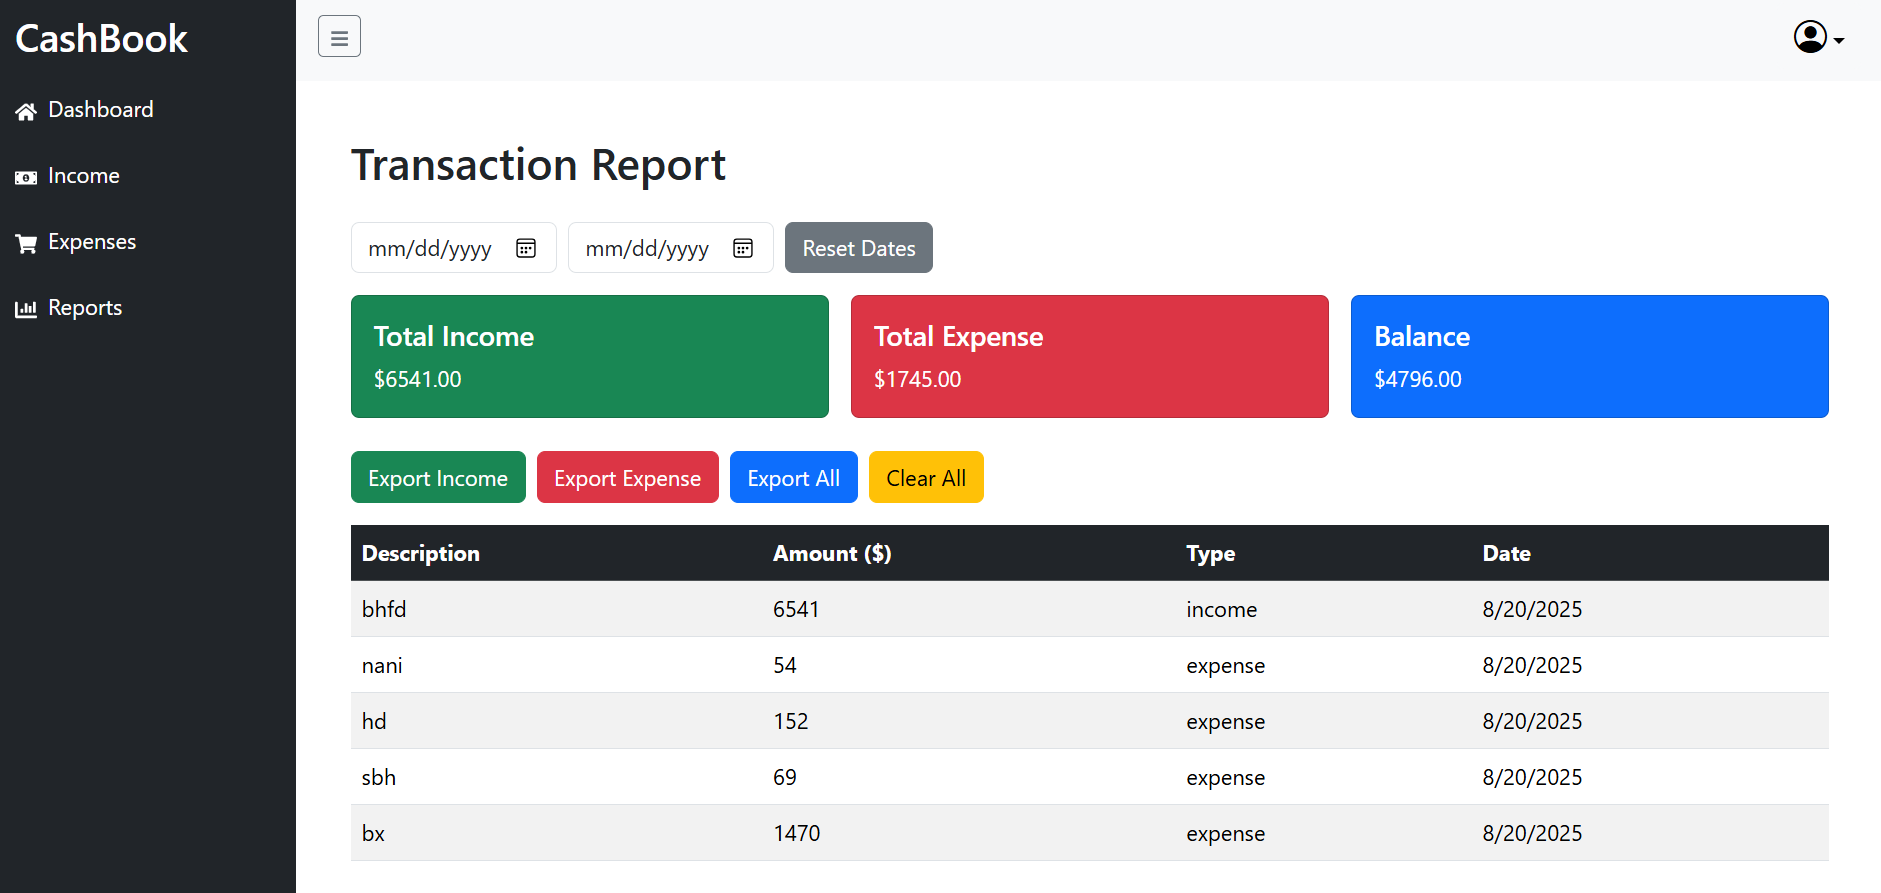 CashBook
Dashboard
Income
Expenses
Reports
Transaction Report
mm/dd/yyyy mm/dd/yyyy Reset Dates
Total Income Total Expense Balance
$6541.00 $1745.00 $4796.00
Export Income Export Expense Export All Clear All
Description Amount ($) Type Date
bhfd 6541 income 8/20/2025
nani 54 expense 8/20/2025
hd 152 expense 8/20/2025
sbh 69 expense 8/20/2025
bx 1470 expense 8/20/2025